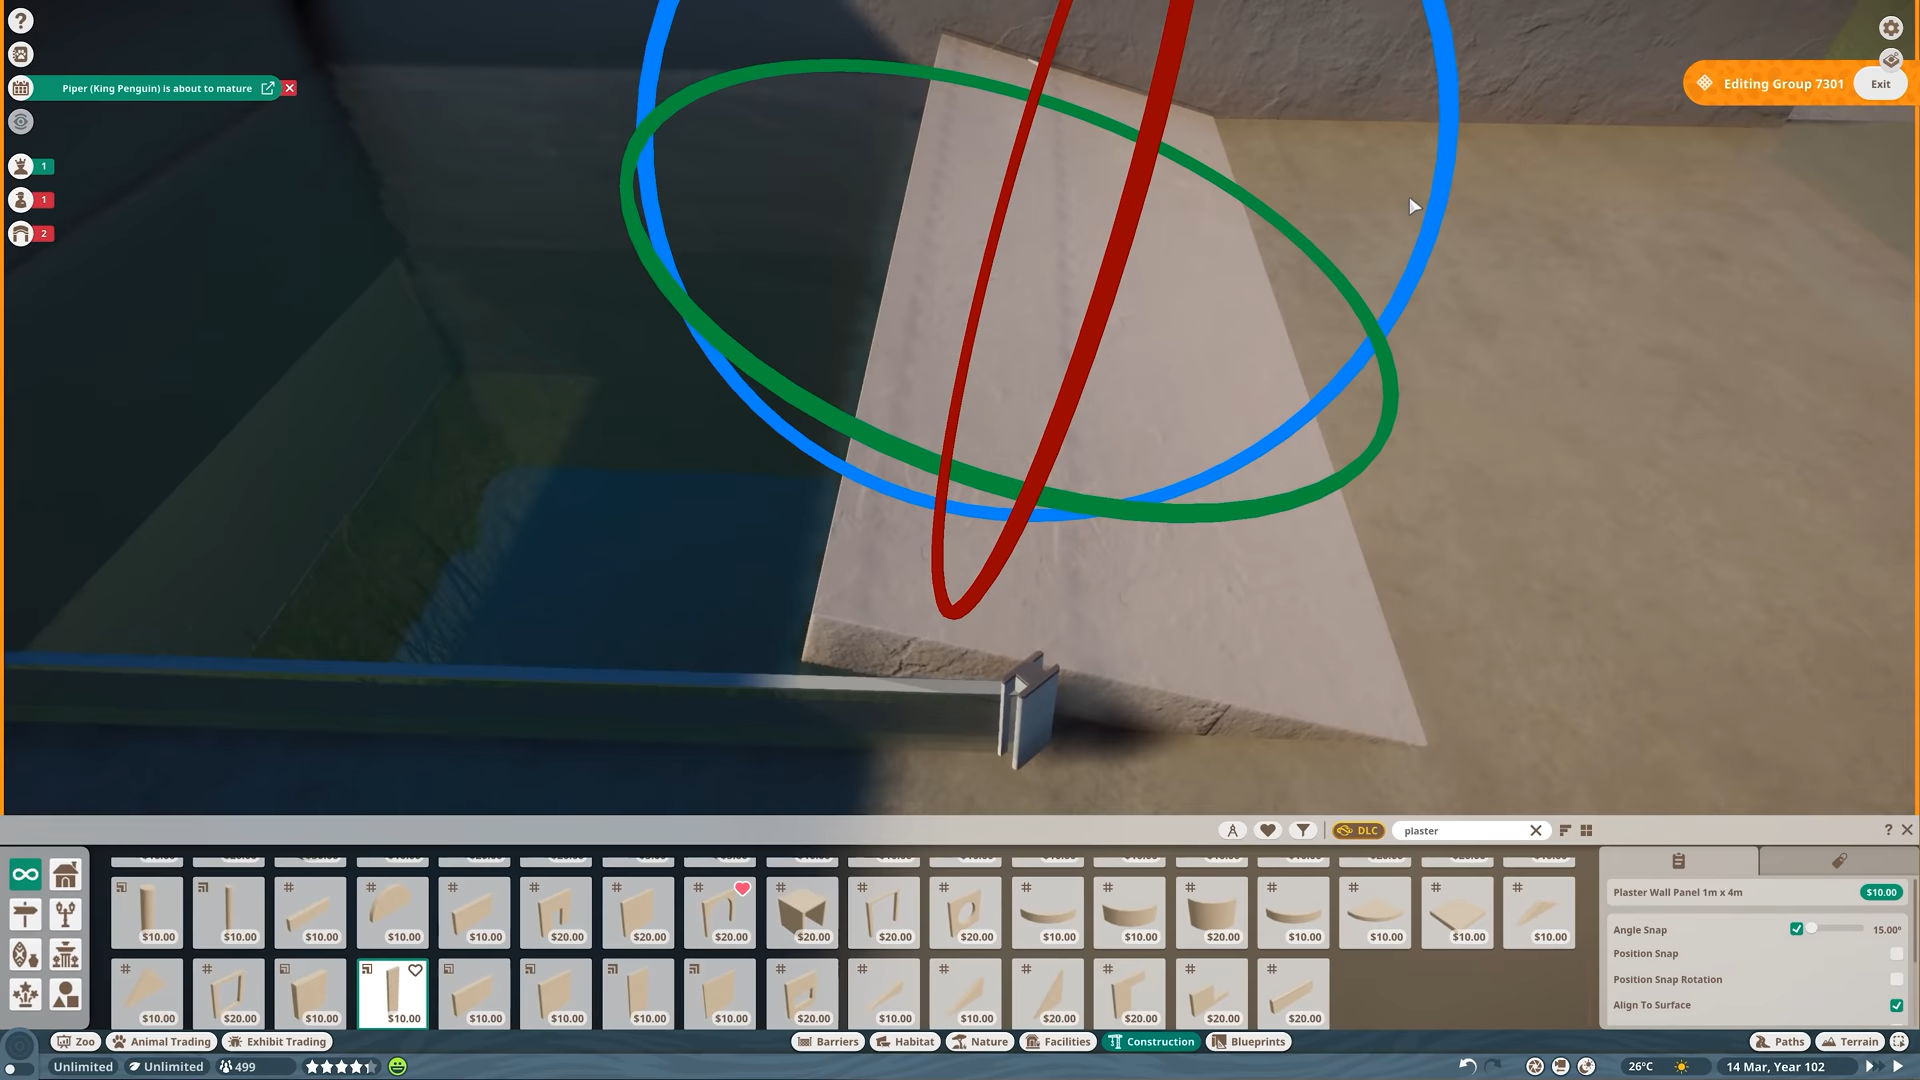 ?
Piper (King Penguin) is about to mature
1
1
2
Editing Group 7301
Exit
DLC
plaster
?
$10.00 $10.00 $10.00 $10.00 $10.00 $20.00 $20.00 $20.00 $20.00 $20.00 $20.00 $10.00 $10.00 $20.00 $10.00 $10.00 $10.00 $10.00
$10.00 $20.00 $10.00 $10.00 $10.00 $10.00 $10.00 $10.00 $20.00 $10.00 $10.00 $20.00 $20.00 $20.00 $20.00
Plaster Wall Panel 1m x 4m
$10.00
Angle Snap
15.00°
Position Snap
Position Snap Rotation
Align To Surface
Zoo
Animal Trading
Exhibit Trading
Barriers
Habitat
Nature
Facilities
Construction
Blueprints
Paths
Terrain
Unlimited
Unlimited
499
26°C
14 Mar, Year 102